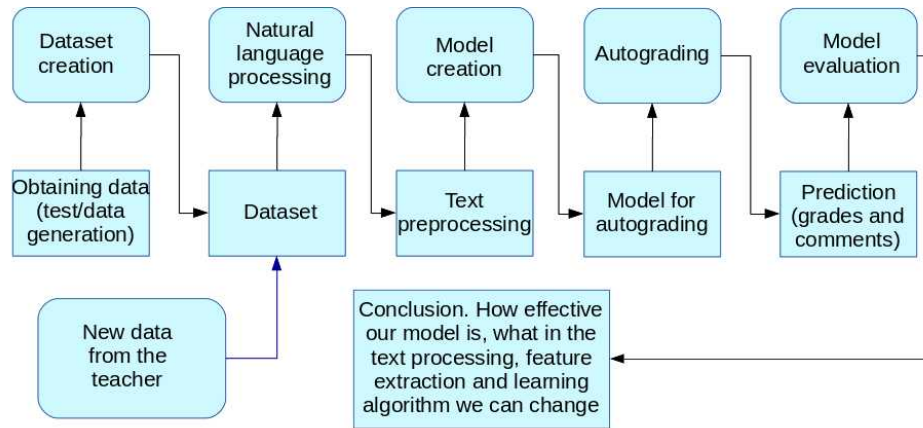 Dataset
creation
Natural
language
processing
Model
creation
Autograding
Model
evaluation
Obtaining data
(test/data
generation)
Dataset
Text
preprocessing
Model for
autograding
Prediction
(grades and
comments)
New data
from the
teacher
Conclusion. How effective
our model is, what in the
text processing, feature
extraction and learning
algorithm we can change